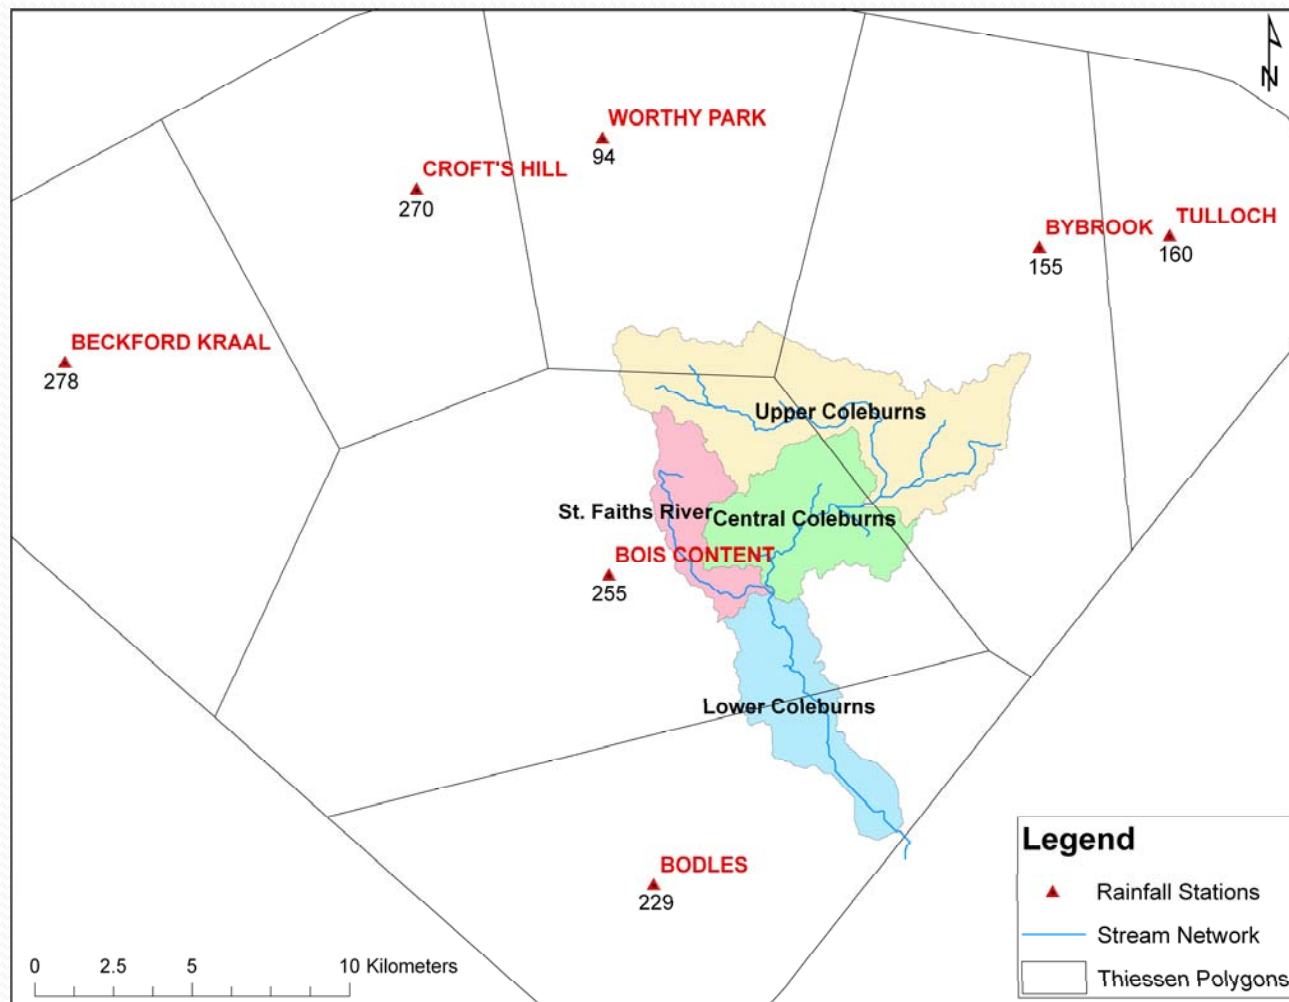 N
WORTHY PARK
94
CROFT'S HILL
270
BYBROOK
155
TULLOCH
160
BECKFORD KRAAL
278
Upper Coleburns
St. Faiths River
Central Coleburns
BOIS CONTENT
255
Lower Coleburns
BODLES
229
Legend
Rainfall Stations
Stream Network
Thiessen Polygons
0 2.5 5 10 Kilometers